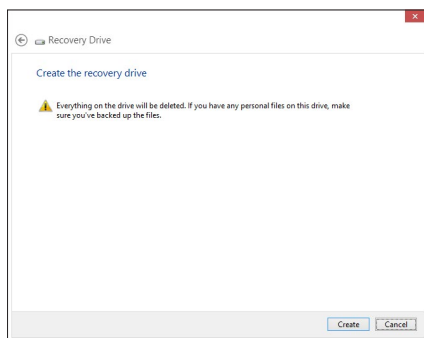 Recovery Drive
Create the recovery drive
Everything on the drive will be deleted. If you have any personal files on this drive, make
sure you've backed up the files.
Create Cancel